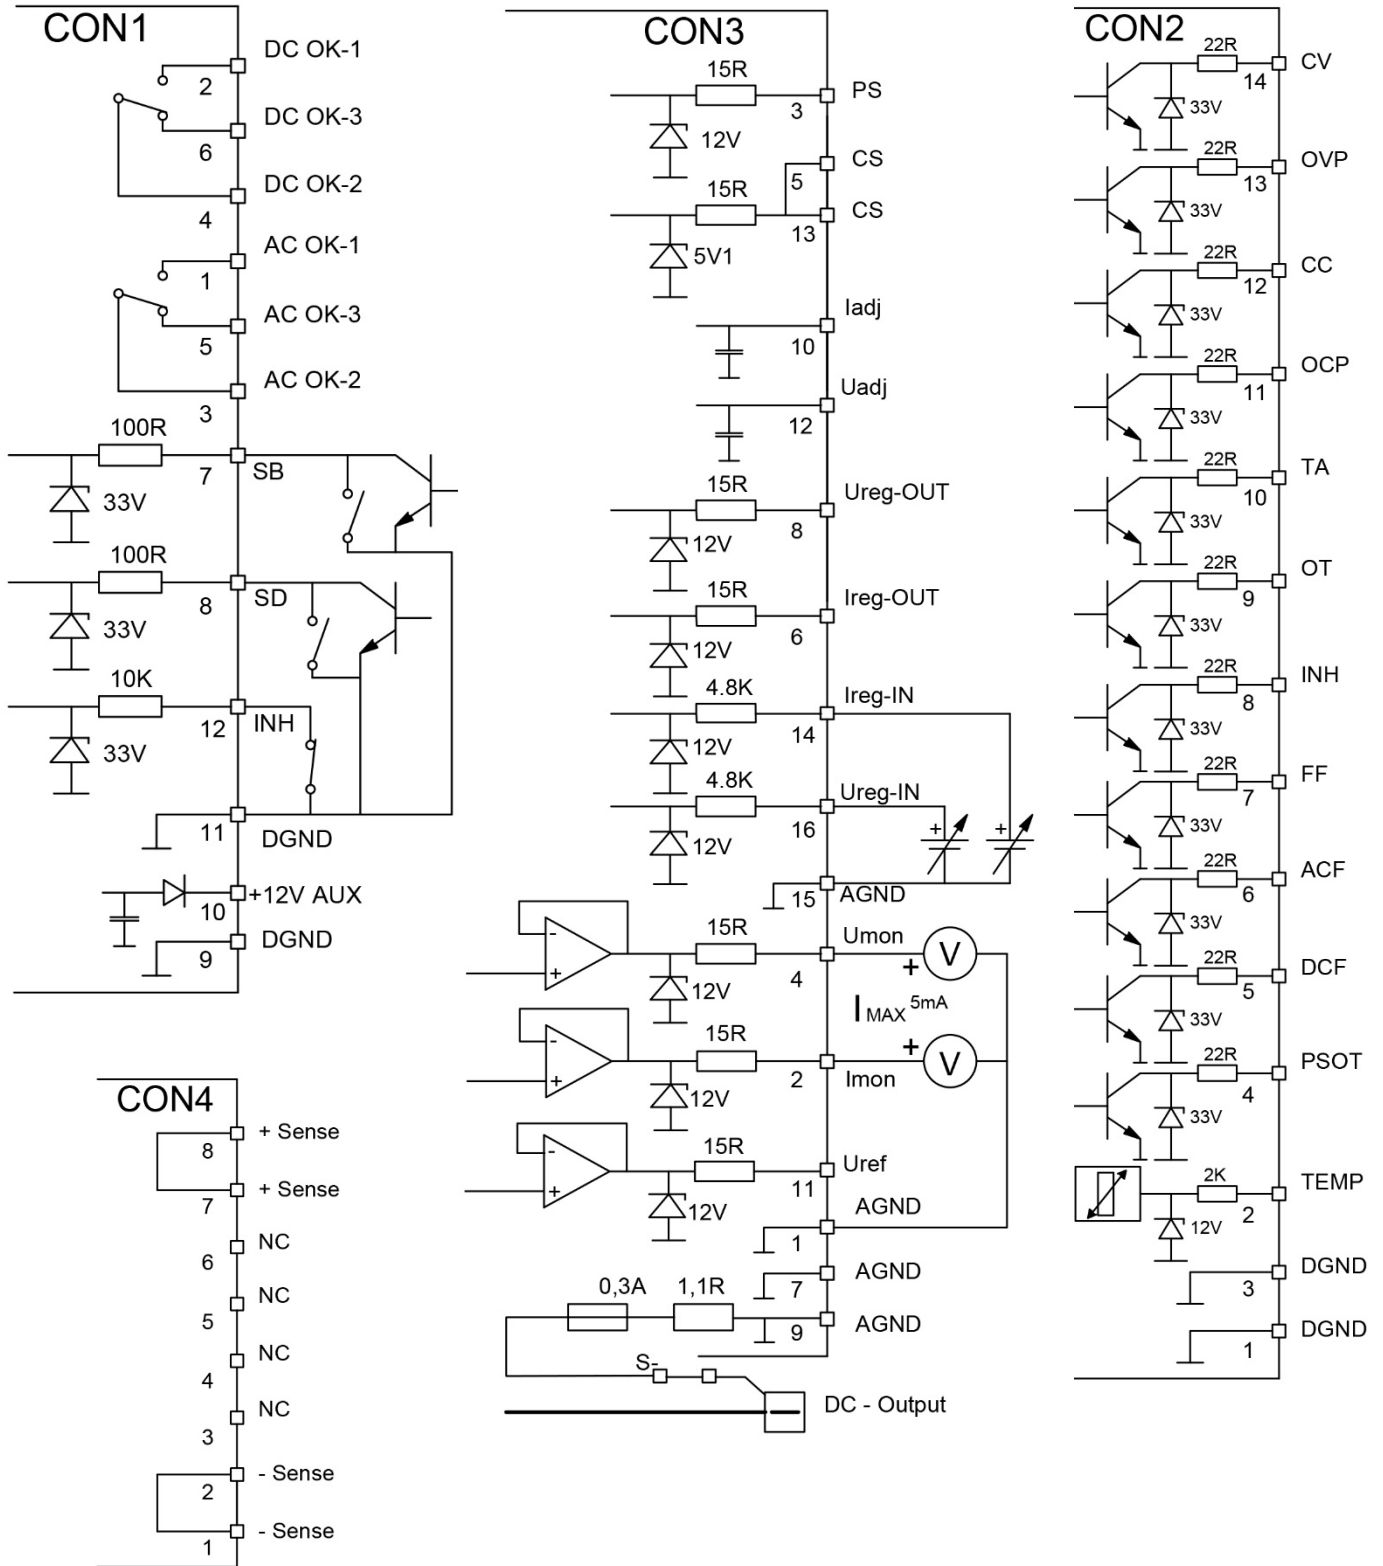 CON1
DC OK-1
2
DC OK-3
6
DC OK-2
4
AC OK-1
1
AC OK-3
5
AC OK-2
3
100R
7
SB
33V
100R
8
SD
33V
10K
12
INH
33V
11
DGND
10
+12V AUX
9
DGND
CON4
+ Sense
8
+ Sense
7
NC
6
NC
5
NC
4
NC
3
- Sense
2
- Sense
1
CON3
15R
PS
3
12V
CS
5
15R
CS
13
5V1
Iadj
10
Uadj
12
15R
Ureg-OUT
8
12V
15R
Ireg-OUT
6
12V
4.8K
Ireg-IN
14
12V
4.8K
Ureg-IN
16
12V
+
+
15
AGND
-
+
15R
Umon
4
+
V
12V
IMAX 5mA
-
+
15R
2
Imon
+
V
12V
-
+
15R
Uref
11
12V
AGND
1
AGND
7
0,3A
1,1R
AGND
9
S-
DC - Output
CON2
22R
CV
14
33V
22R
OVP
13
33V
22R
CC
12
33V
22R
OCP
11
33V
22R
TA
10
33V
22R
OT
9
33V
22R
INH
8
33V
22R
FF
7
33V
22R
ACF
6
33V
22R
DCF
5
33V
22R
PSOT
4
33V
2K
TEMP
2
12V
DGND
3
DGND
1